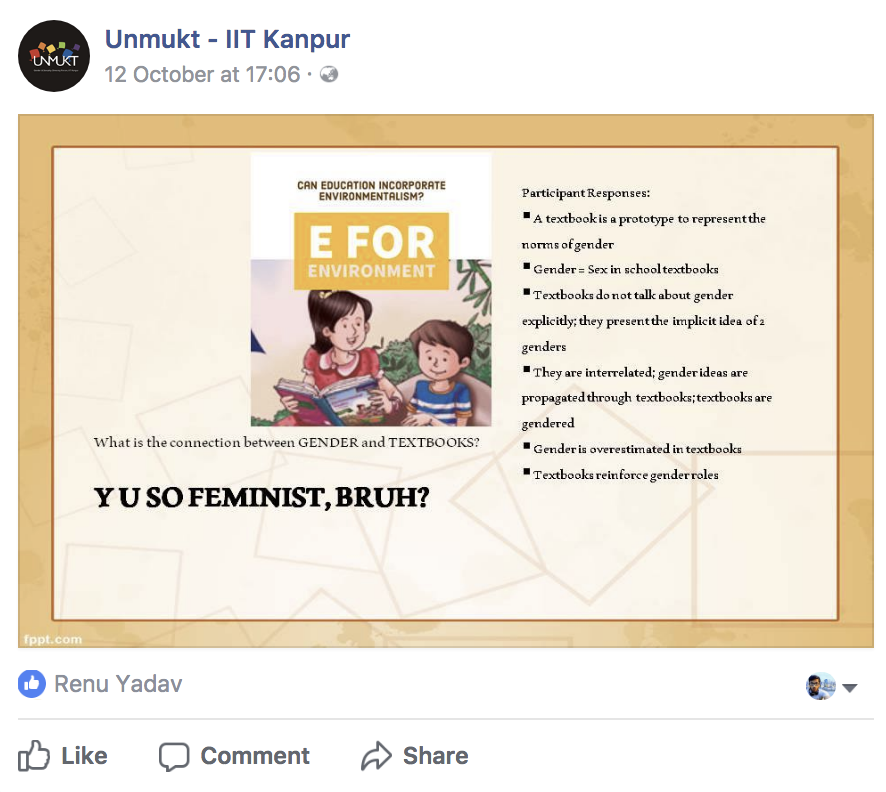 UNMUKT
Unmukt - IIT Kanpur
12 October at 17:06 ·
CAN EDUCATION INCORPORATE
ENVIRONMENTALISM?
E FOR
ENVIRONMENT
What is the connection between GENDER and TEXTBOOKS?
Y U SO FEMINIST, BRUH?
Participant Responses:
▪ A textbook is a prototype to represent the
norms of gender
▪ Gender = Sex in school textbooks
▪ Textbooks do not talk about gender
explicitly; they present the implicit idea of 2
genders
▪ They are interrelated; gender ideas are
propagated through textbooks; textbooks are
gendered
▪ Gender is overestimated in textbooks
▪ Textbooks reinforce gender roles
fppt.com
Renu Yadav
Like Comment Share